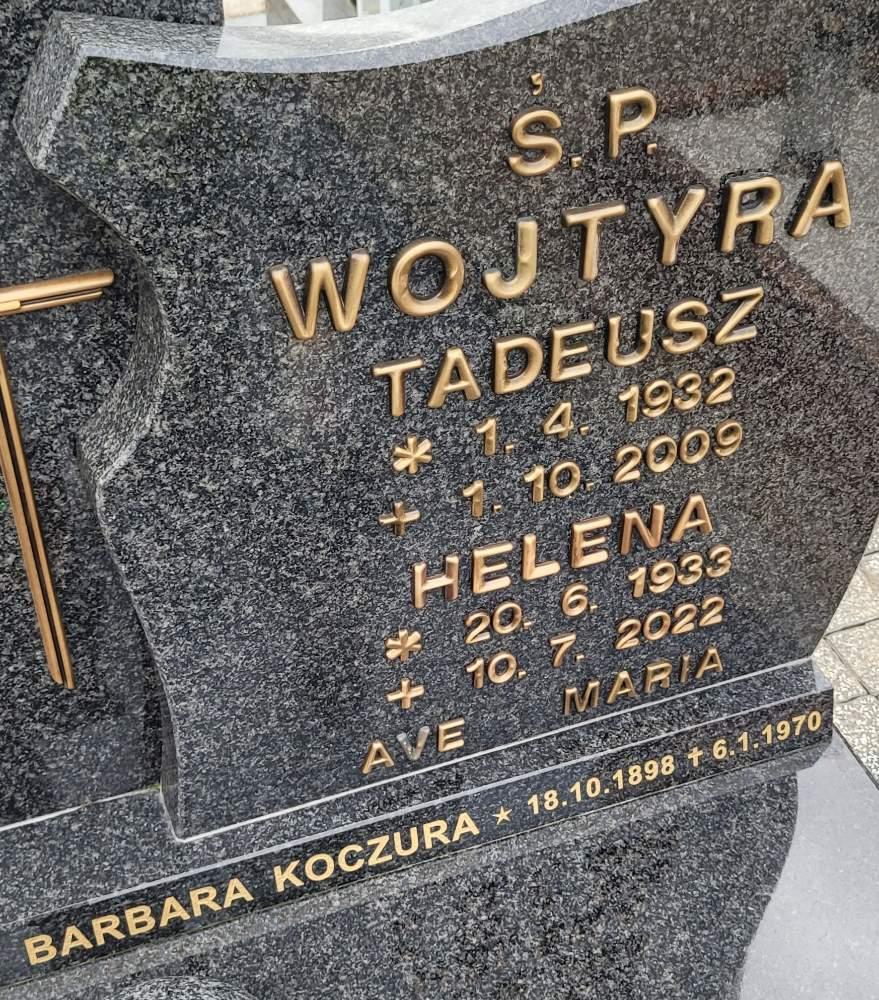 Ś. P.
WOJTYRA
TADEUSZ
* 1. 4. 1932
+ 1. 10. 2009
HELENA
* 20. 6. 1933
+ 10. 7. 2022
AVE MARIA
BARBARA KOCZURA ★ 18.10.1898 ✝ 6.1.1970